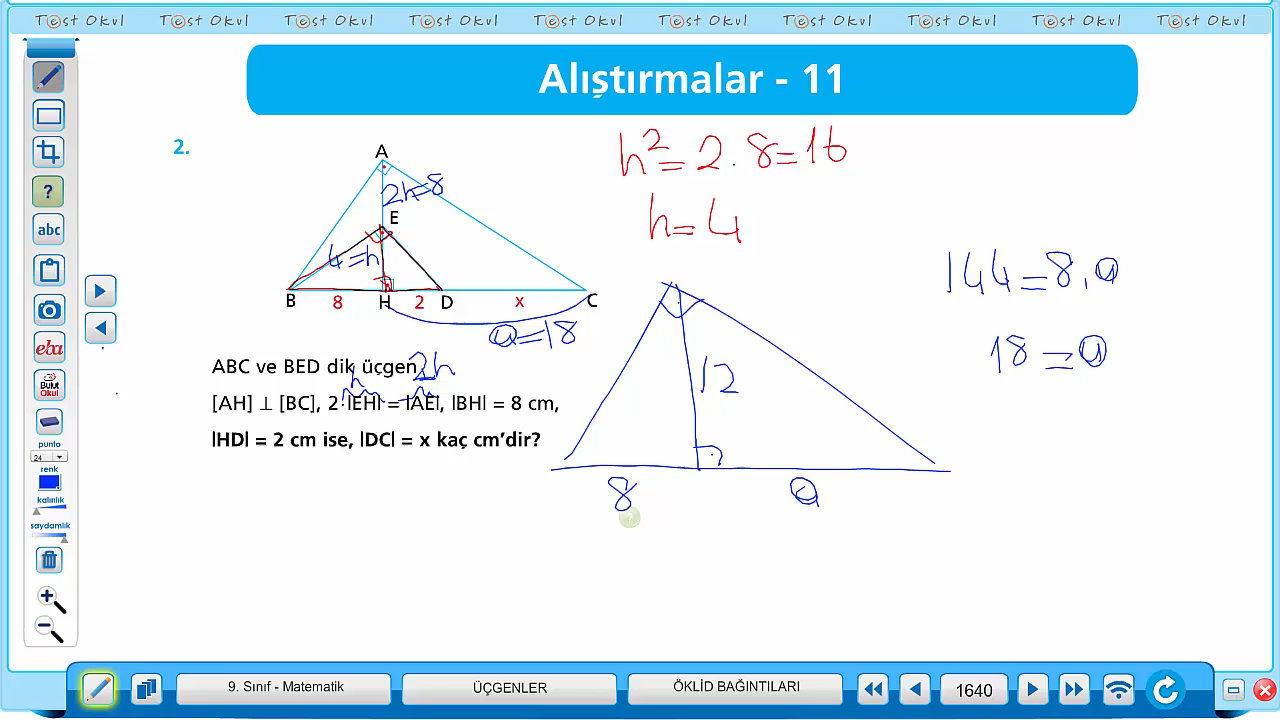 Test Okul Test Okul Test Okul Test Okul Test Okul Test Okul Test Okul Test Okul Test Okul Test Okul
Alıştırmalar - 11
2.
A
2h=8
E
4=h
B 8 H 2 D x C
a=18
h² = 2 . 8 = 16
h = 4
144 = 8 . a
18 = a
12
8 a
ABC ve BED dik üçgen
h 2h
[AH] ⊥ [BC], 2·|EH| = |AE|, |BH| = 8 cm,
|HD| = 2 cm ise, |DC| = x kaç cm'dir?
?
abc
eba
Bulut Okul
punto
24
renk
kalınlık
saydamlık
9. Sınıf - Matematik
ÜÇGENLER
ÖKLİD BAĞINTILARI
1640